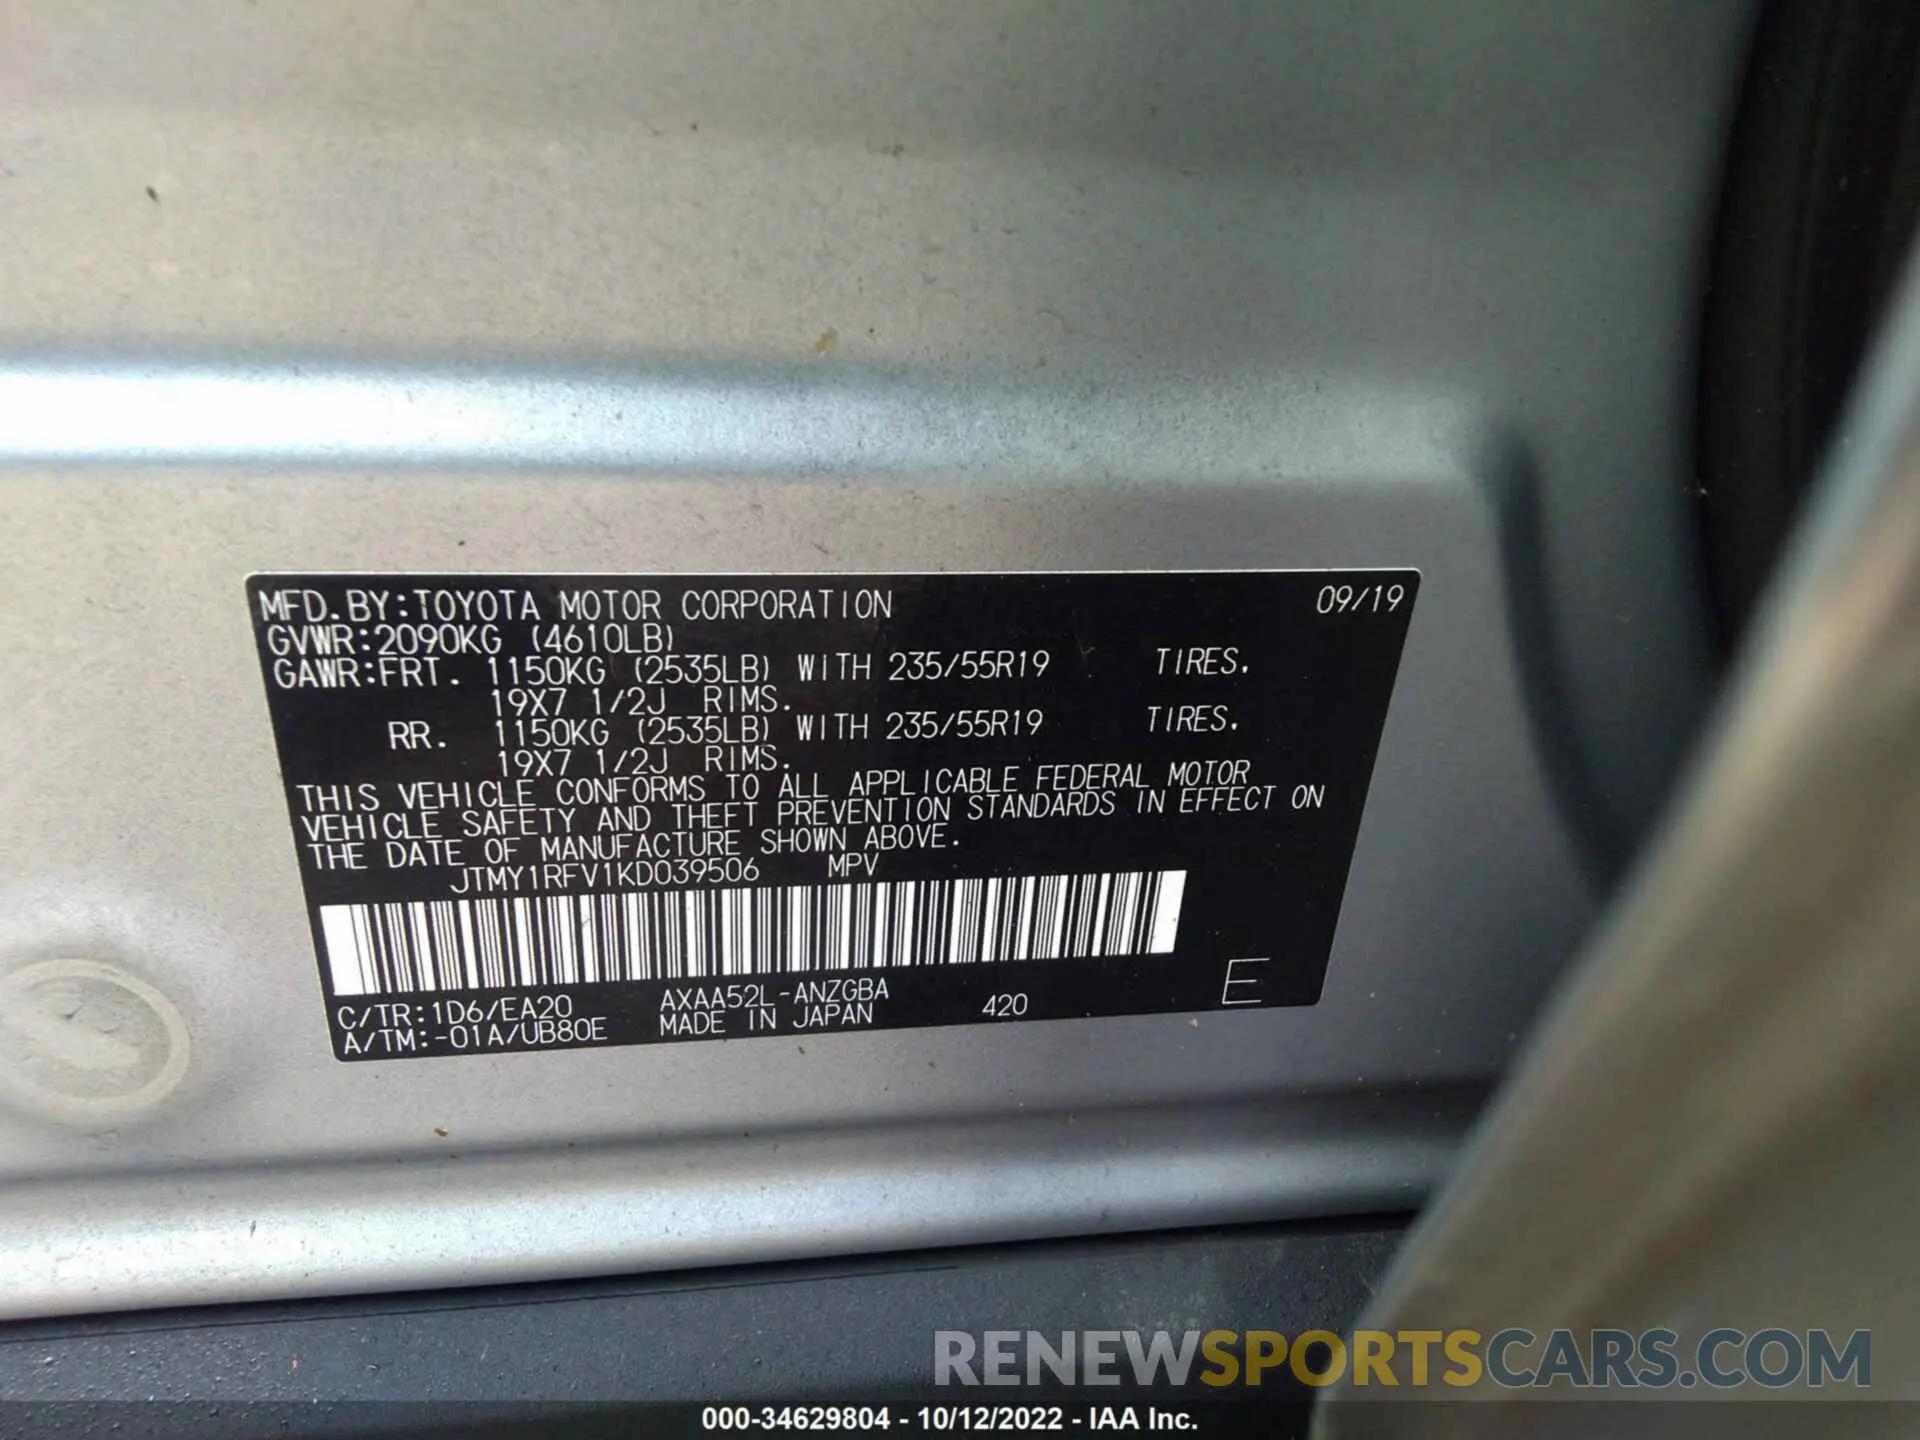 MFD.BY:TOYOTA MOTOR CORPORATION 09/19
GVWR:2090KG (4610LB)
GAWR:FRT. 1150KG (2535LB) WITH 235/55R19 TIRES.
19X7 1/2J RIMS.
RR. 1150KG (2535LB) WITH 235/55R19 TIRES.
19X7 1/2J RIMS.
THIS VEHICLE CONFORMS TO ALL APPLICABLE FEDERAL MOTOR
VEHICLE SAFETY AND THEFT PREVENTION STANDARDS IN EFFECT ON
THE DATE OF MANUFACTURE SHOWN ABOVE.
JTMY1RFV1KD039506 MPV
C/TR:1D6/EA20 AXAA52L-ANZGBA 420 E
A/TM:-01A/UB80E MADE IN JAPAN
RENEWSPORTSCARS.COM
000-34629804 - 10/12/2022 - IAA Inc.